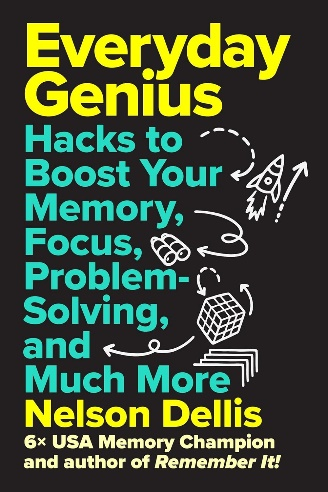 Everyday
Genius
Hacks to
Boost Your
Memory,
Focus,
Problem-
Solving,
and
Much More
Nelson Dellis
6× USA Memory Champion
and author of Remember It!